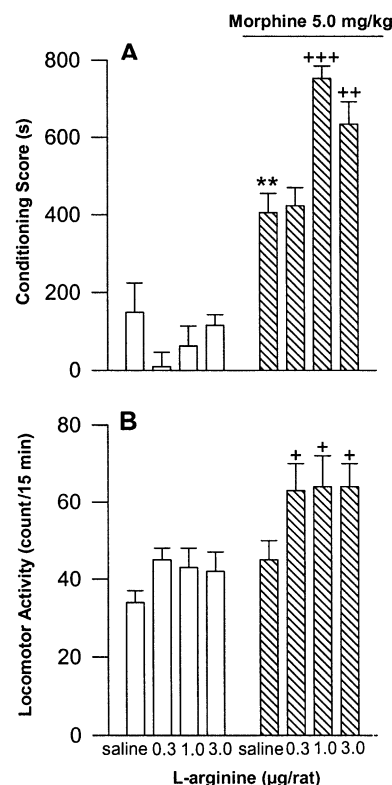 Morphine 5.0 mg/kg
A
+++
++
**
800
600
400
200
0
Conditioning Score (s)
B
+ + +
80
60
40
20
0
Locomotor Activity (count/15 min)
saline 0.3 1.0 3.0 saline 0.3 1.0 3.0
L-arginine (μg/rat)